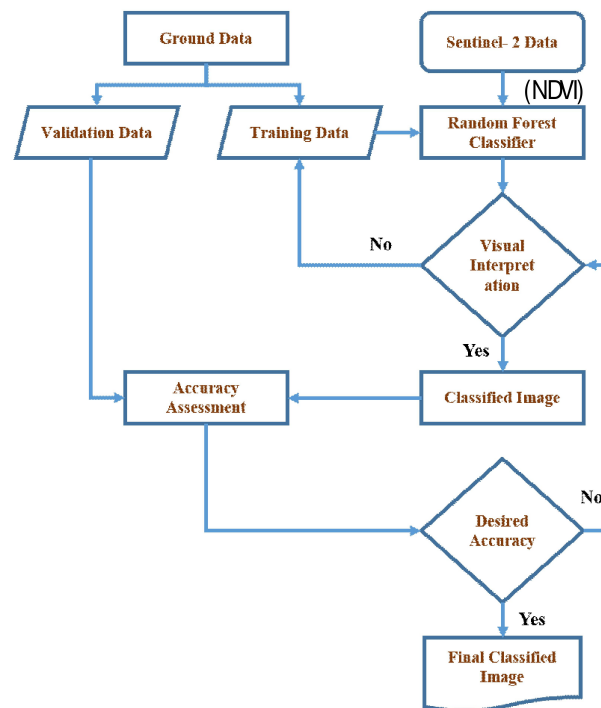 Ground Data
Sentinel- 2 Data
(NDVI)
Validation Data
Training Data
Random Forest
Classifier
No
Visual
Interpret
ation
Yes
Accuracy
Assessment
Classified Image
No
Desired
Accuracy
Yes
Final Classified
Image